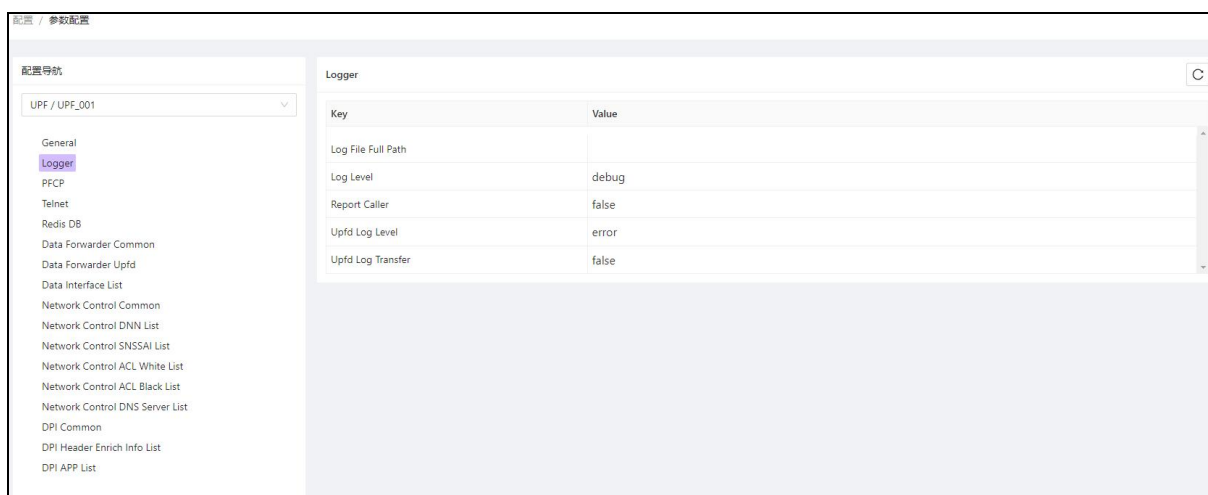 配置 / 参数配置
配置导航
UPF / UPF_001
General
Logger
PFCP
Telnet
Redis DB
Data Forwarder Common
Data Forwarder Upfd
Data Interface List
Network Control Common
Network Control DNN List
Network Control SNSSAI List
Network Control ACL White List
Network Control ACL Black List
Network Control DNS Server List
DPI Common
DPI Header Enrich Info List
DPI APP List
Logger
Key Value
Log File Full Path
Log Level debug
Report Caller false
Upfd Log Level error
Upfd Log Transfer false